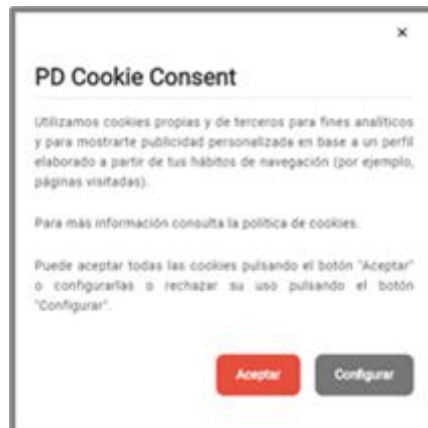 ×
PD Cookie Consent
Utilizamos cookies propias y de terceros para fines analíticos
y para mostrarte publicidad personalizada en base a un perfil
elaborado a partir de tus hábitos de navegación (por ejemplo,
páginas visitadas).
Para más información consulta la política de cookies.
Puede aceptar todas las cookies pulsando el botón "Aceptar"
o configurarlas o rechazar su uso pulsando el botón
"Configurar".
Aceptar Configurar